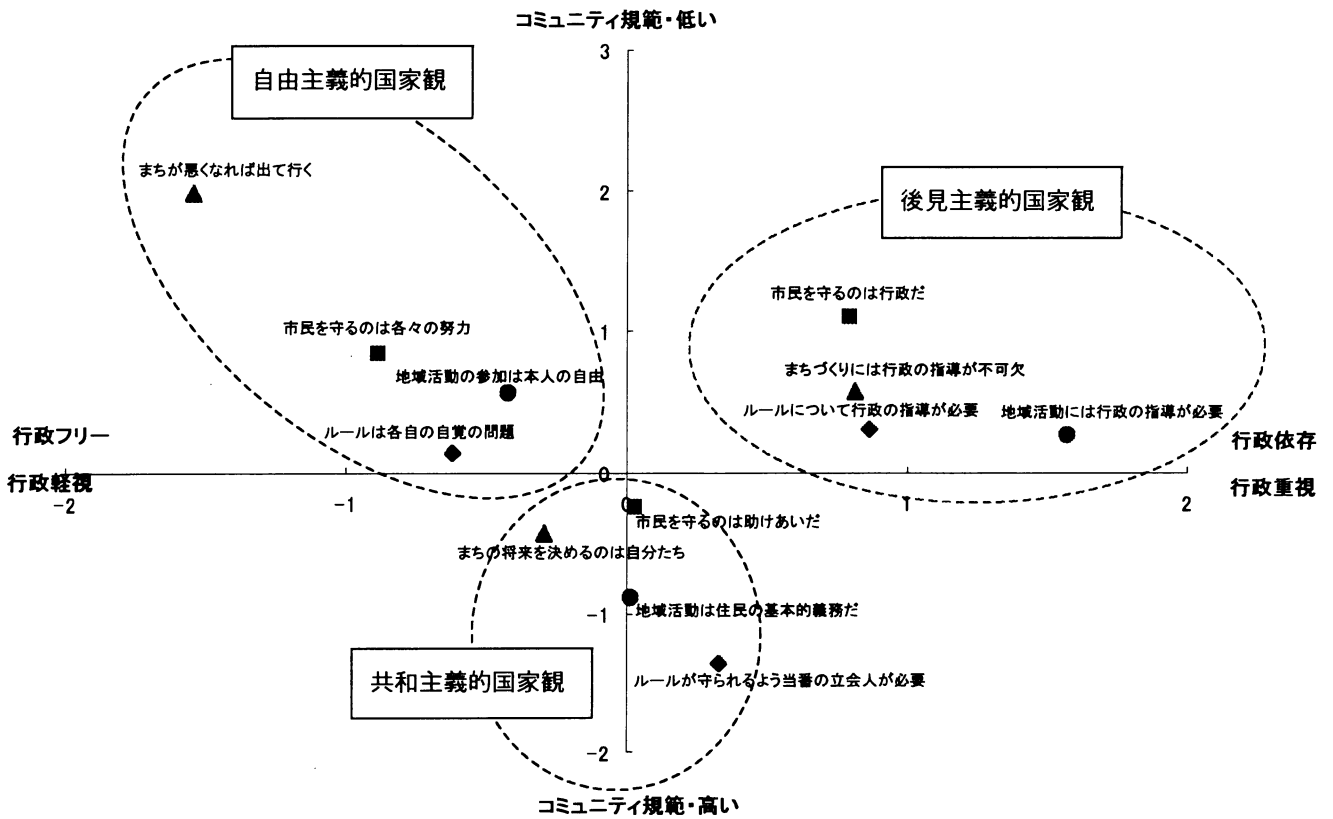 コミュニティ規範・低い
3
自由主義的国家観
まちが悪くなれば出て行く
2
後見主義的国家観
市民を守るのは行政だ
市民を守るのは各々の努力
1
まちづくりには行政の指導が不可欠
地域活動の参加は本人の自由
ルールについて行政の指導が必要
地域活動には行政の指導が必要
ルールは各自の自覚の問題
行政フリー
行政依存
0
行政軽視
行政重視
-2
-1
0
1
2
市民を守るのは助けあいだ
まちの将来を決めるのは自分たち
-1
地域活動は住民の基本的義務だ
共和主義的国家観
ルールが守られるよう当番の立会人が必要
-2
コミュニティ規範・高い